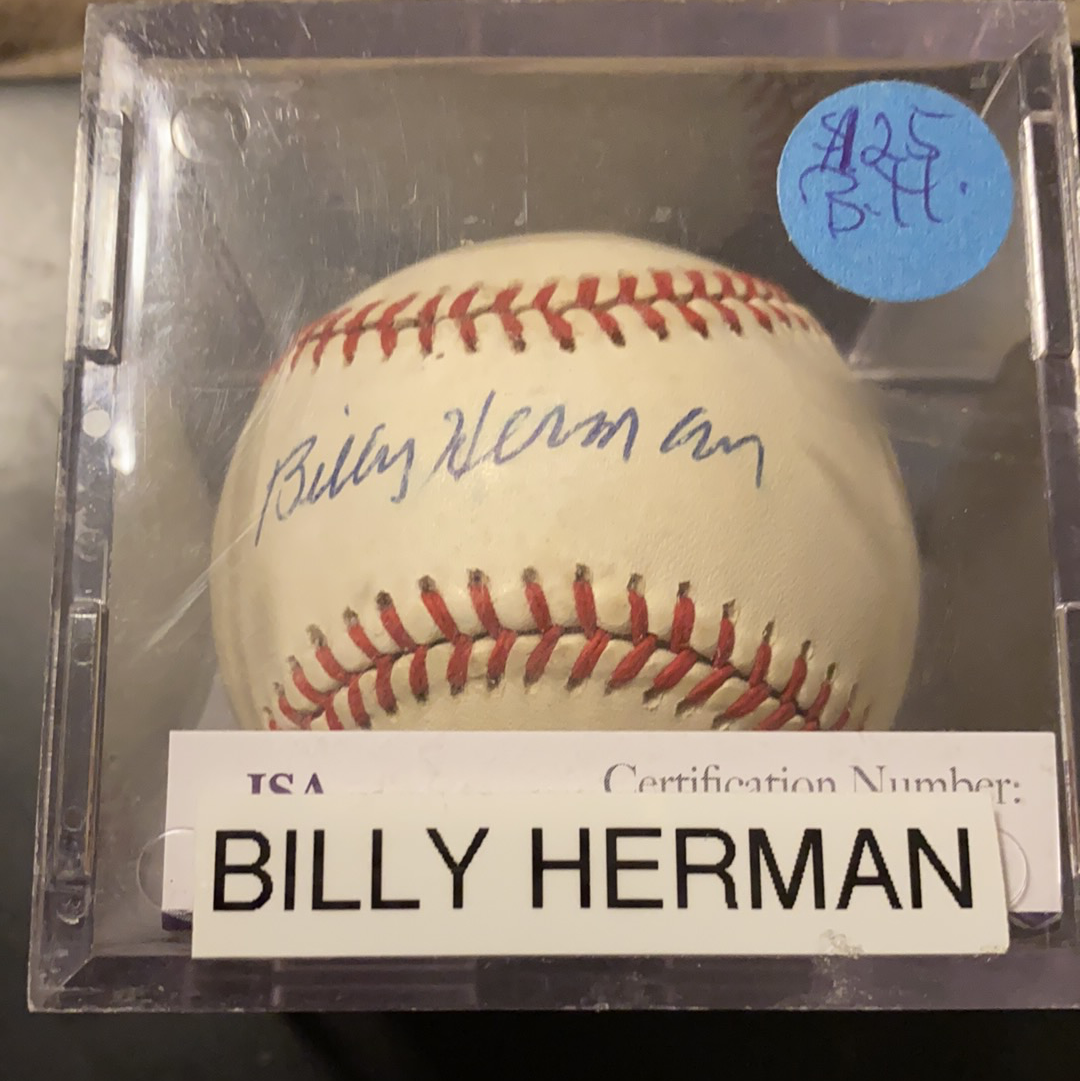 $125
B.H.
Billy Herman
JSA
Certification Number:
BILLY HERMAN